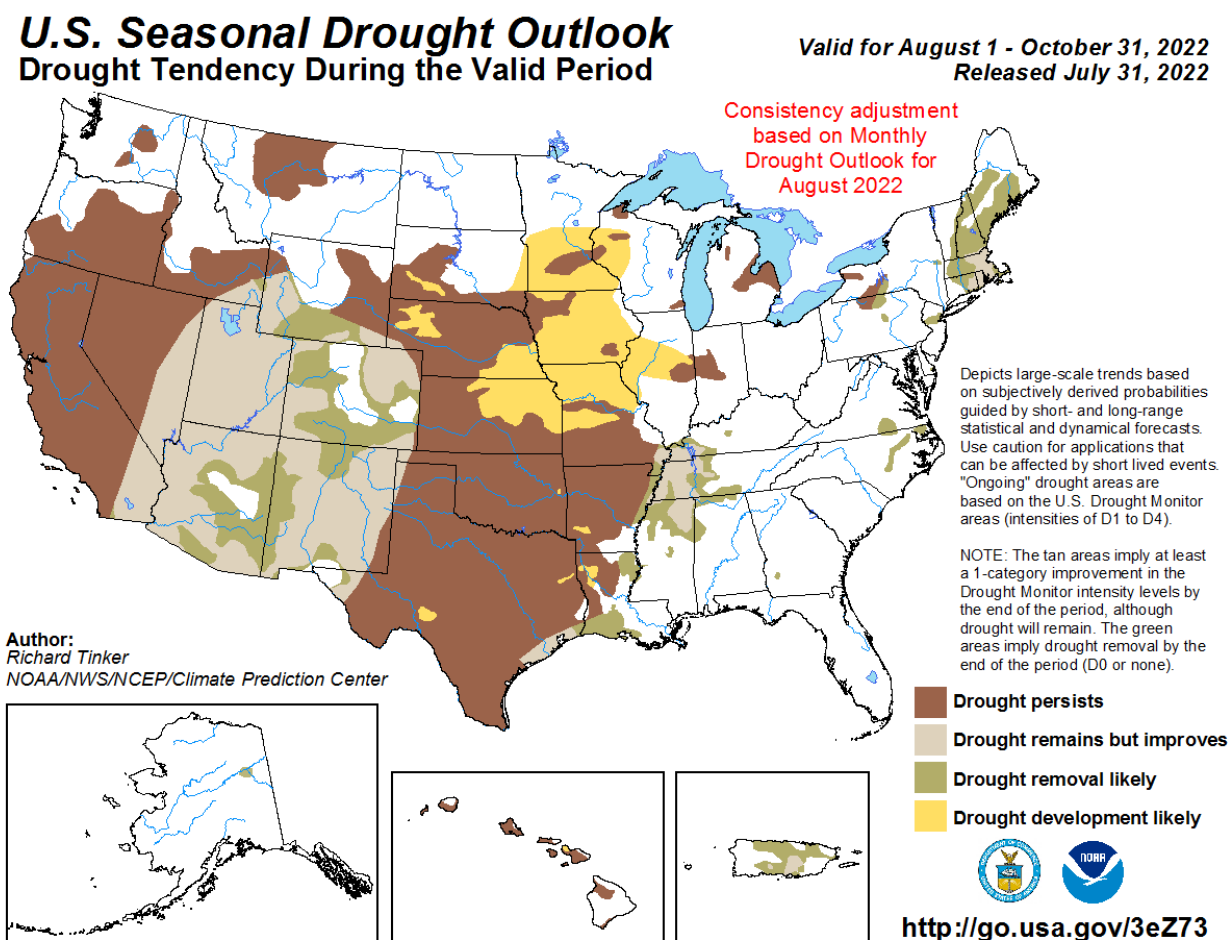 U.S. Seasonal Drought Outlook
Drought Tendency During the Valid Period
Valid for August 1 - October 31, 2022
Released July 31, 2022
Consistency adjustment
based on Monthly
Drought Outlook for
August 2022
Depicts large-scale trends based
on subjectively derived probabilities
guided by short- and long-range
statistical and dynamical forecasts.
Use caution for applications that
can be affected by short lived events.
"Ongoing" drought areas are
based on the U.S. Drought Monitor
areas (intensities of D1 to D4).
NOTE: The tan areas imply at least
a 1-category improvement in the
Drought Monitor intensity levels by
the end of the period, although
drought will remain. The green
areas imply drought removal by the
end of the period (D0 or none).
Author:
Richard Tinker
NOAA/NWS/NCEP/Climate Prediction Center
Drought persists
Drought remains but improves
Drought removal likely
Drought development likely
NOAA
http://go.usa.gov/3eZ73